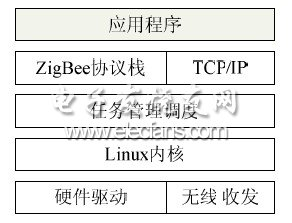 应用程序
ZigBee协议栈 TCP/IP
任务管理调度
www.elecfans.com
Linux内核
硬件驱动 无线 收发